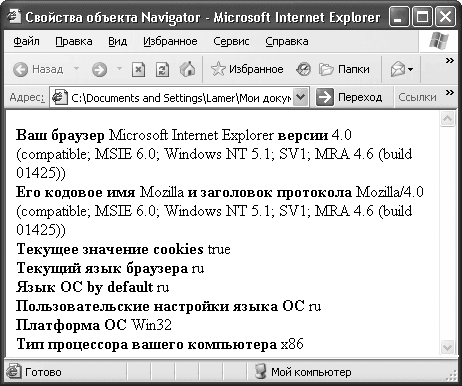 Свойства объекта Navigator - Microsoft Internet Explorer
Файл Правка Вид Избранное Сервис Справка
Назад Избранное Папки
Адрес: C:\Documents and Settings\Lamer\Мои докум Переход Ссылки
Ваш браузер Microsoft Internet Explorer версии 4.0
(compatible; MSIE 6.0; Windows NT 5.1; SV1; MRA 4.6 (build
01425))
Его кодовое имя Mozilla и заголовок протокола Mozilla/4.0
(compatible; MSIE 6.0; Windows NT 5.1; SV1; MRA 4.6 (build
01425))
Текущее значение cookies true
Текущий язык браузера ru
Язык ОС by default ru
Пользовательские настройки языка ОС ru
Платформа ОС Win32
Тип процессора вашего компьютера x86
Готово Мой компьютер